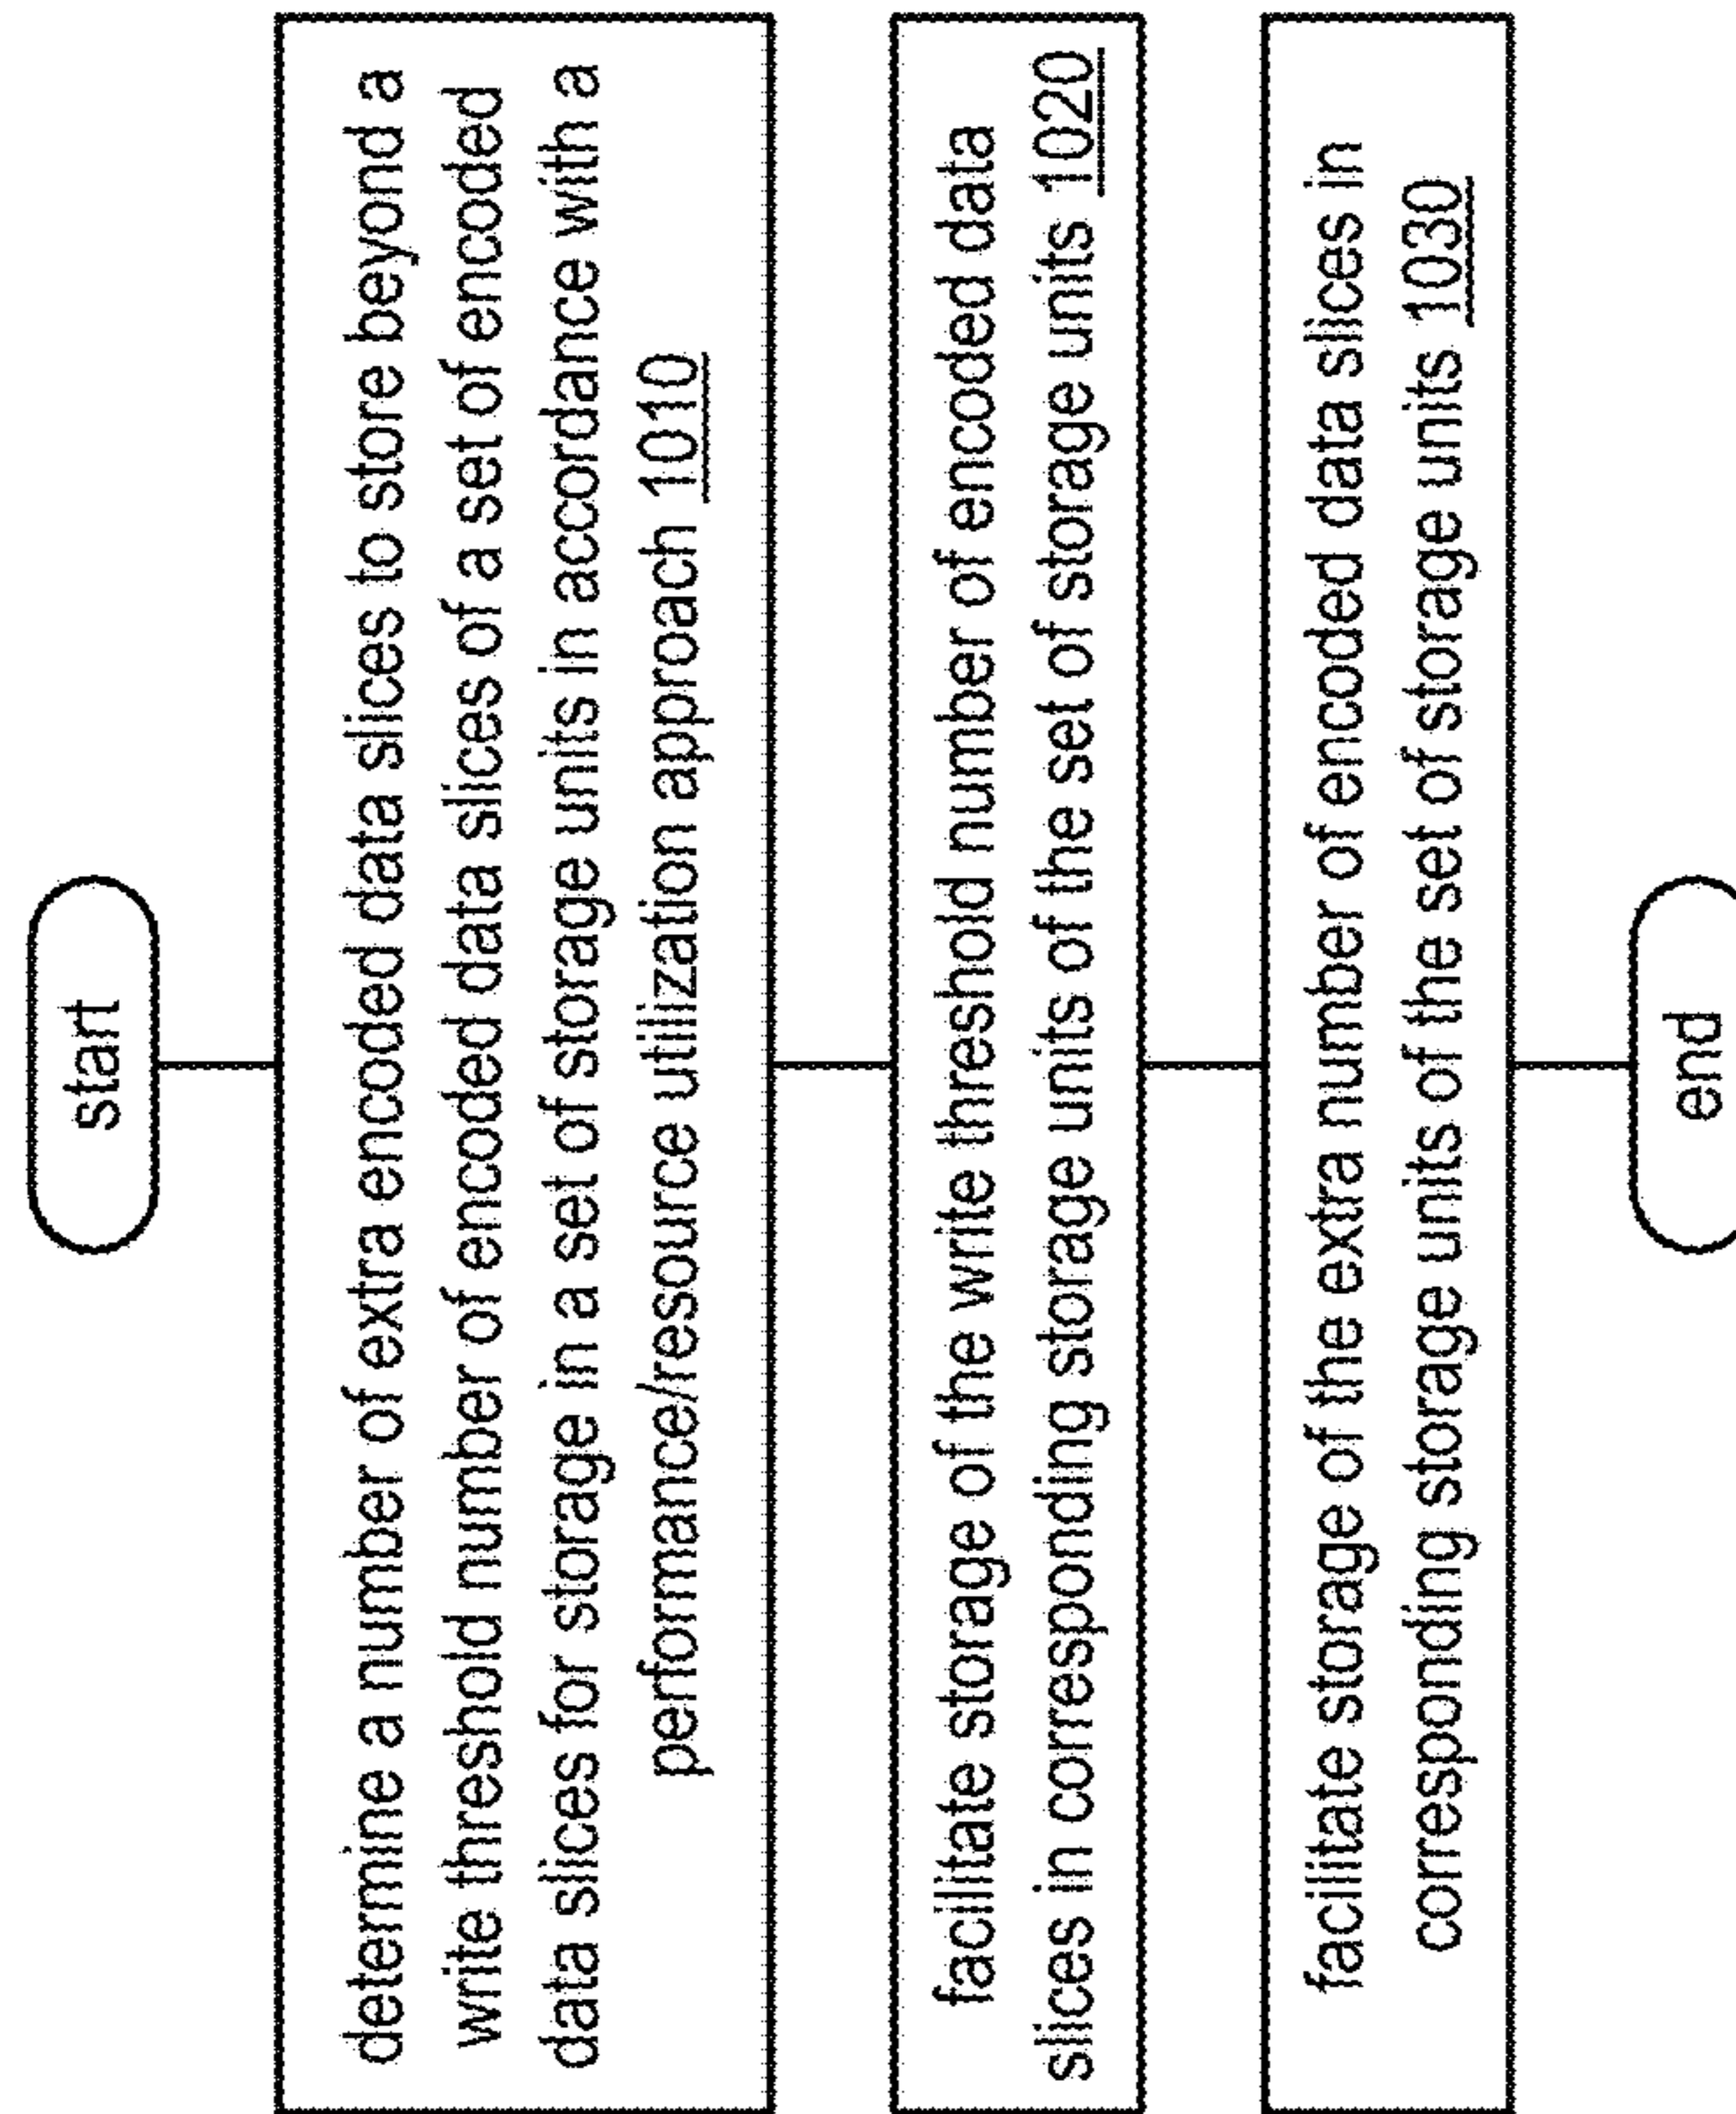 start
determine a number of extra encoded data slices to store beyond a
write threshold number of encoded data slices of a set of encoded
data slices for storage in a set of storage units in accordance with a
performance/resource utilization approach 1010
facilitate storage of the write threshold number of encoded data
slices in corresponding storage units of the set of storage units 1020
facilitate storage of the extra number of encoded data slices in
corresponding storage units of the set of storage units 1030
end